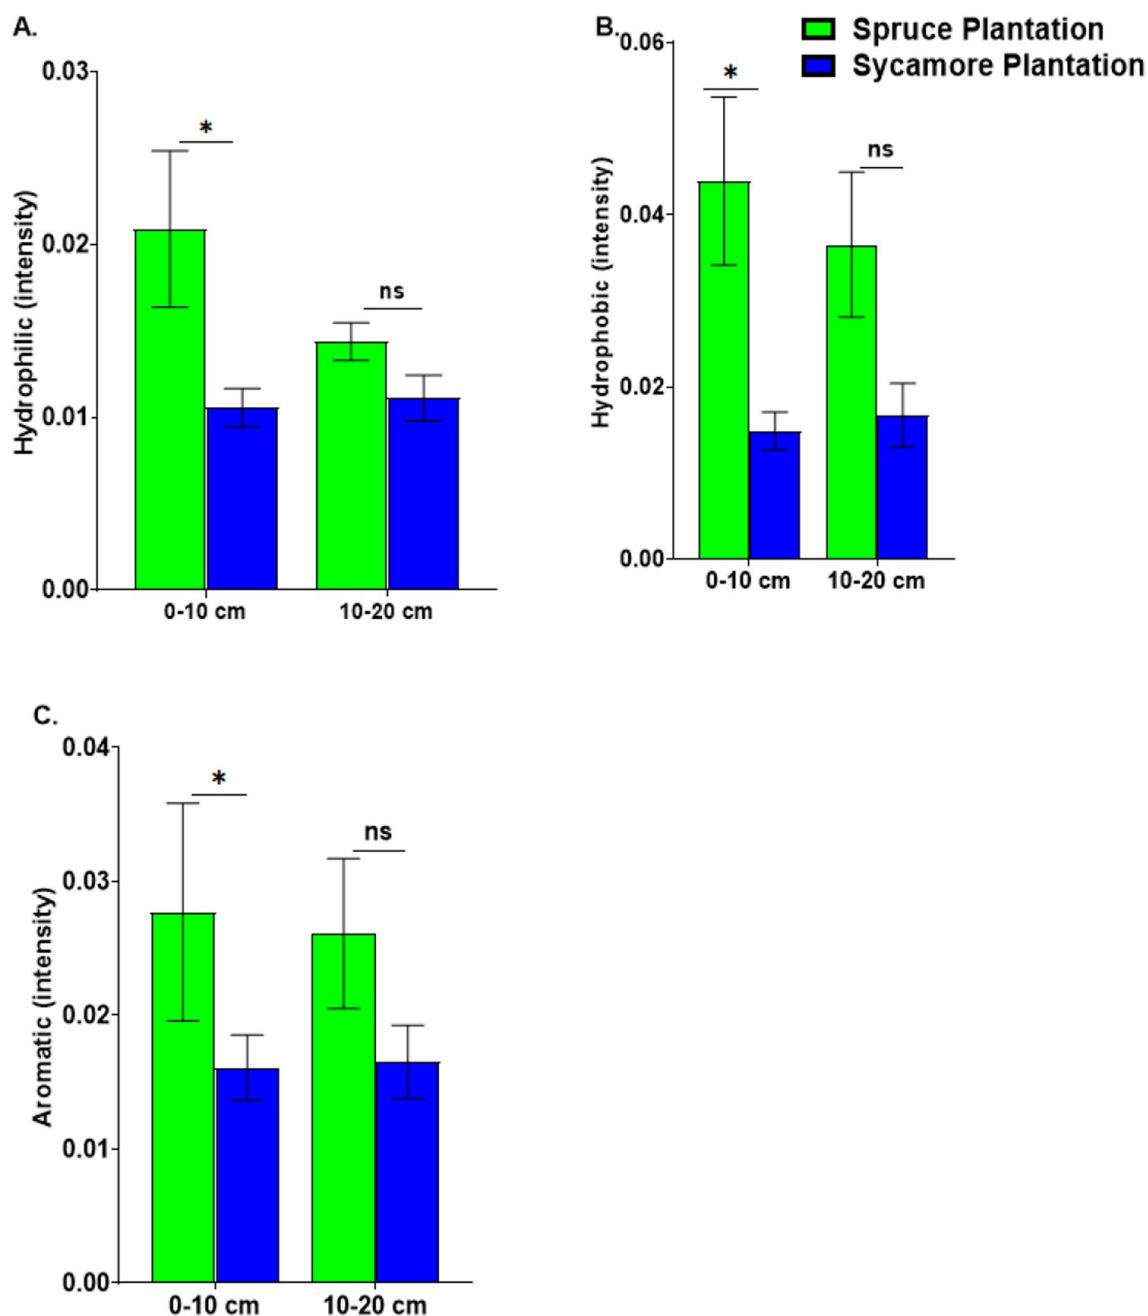 A.
Hydrophilic (intensity)
0.03
0.02
0.01
0.00
*
ns
0-10 cm
10-20 cm
B.
Spruce Plantation
Sycamore Plantation
Hydrophobic (intensity)
0.06
0.04
0.02
0.00
*
ns
0-10 cm
10-20 cm
C.
Aromatic (intensity)
0.04
0.03
0.02
0.01
0.00
*
ns
0-10 cm
10-20 cm